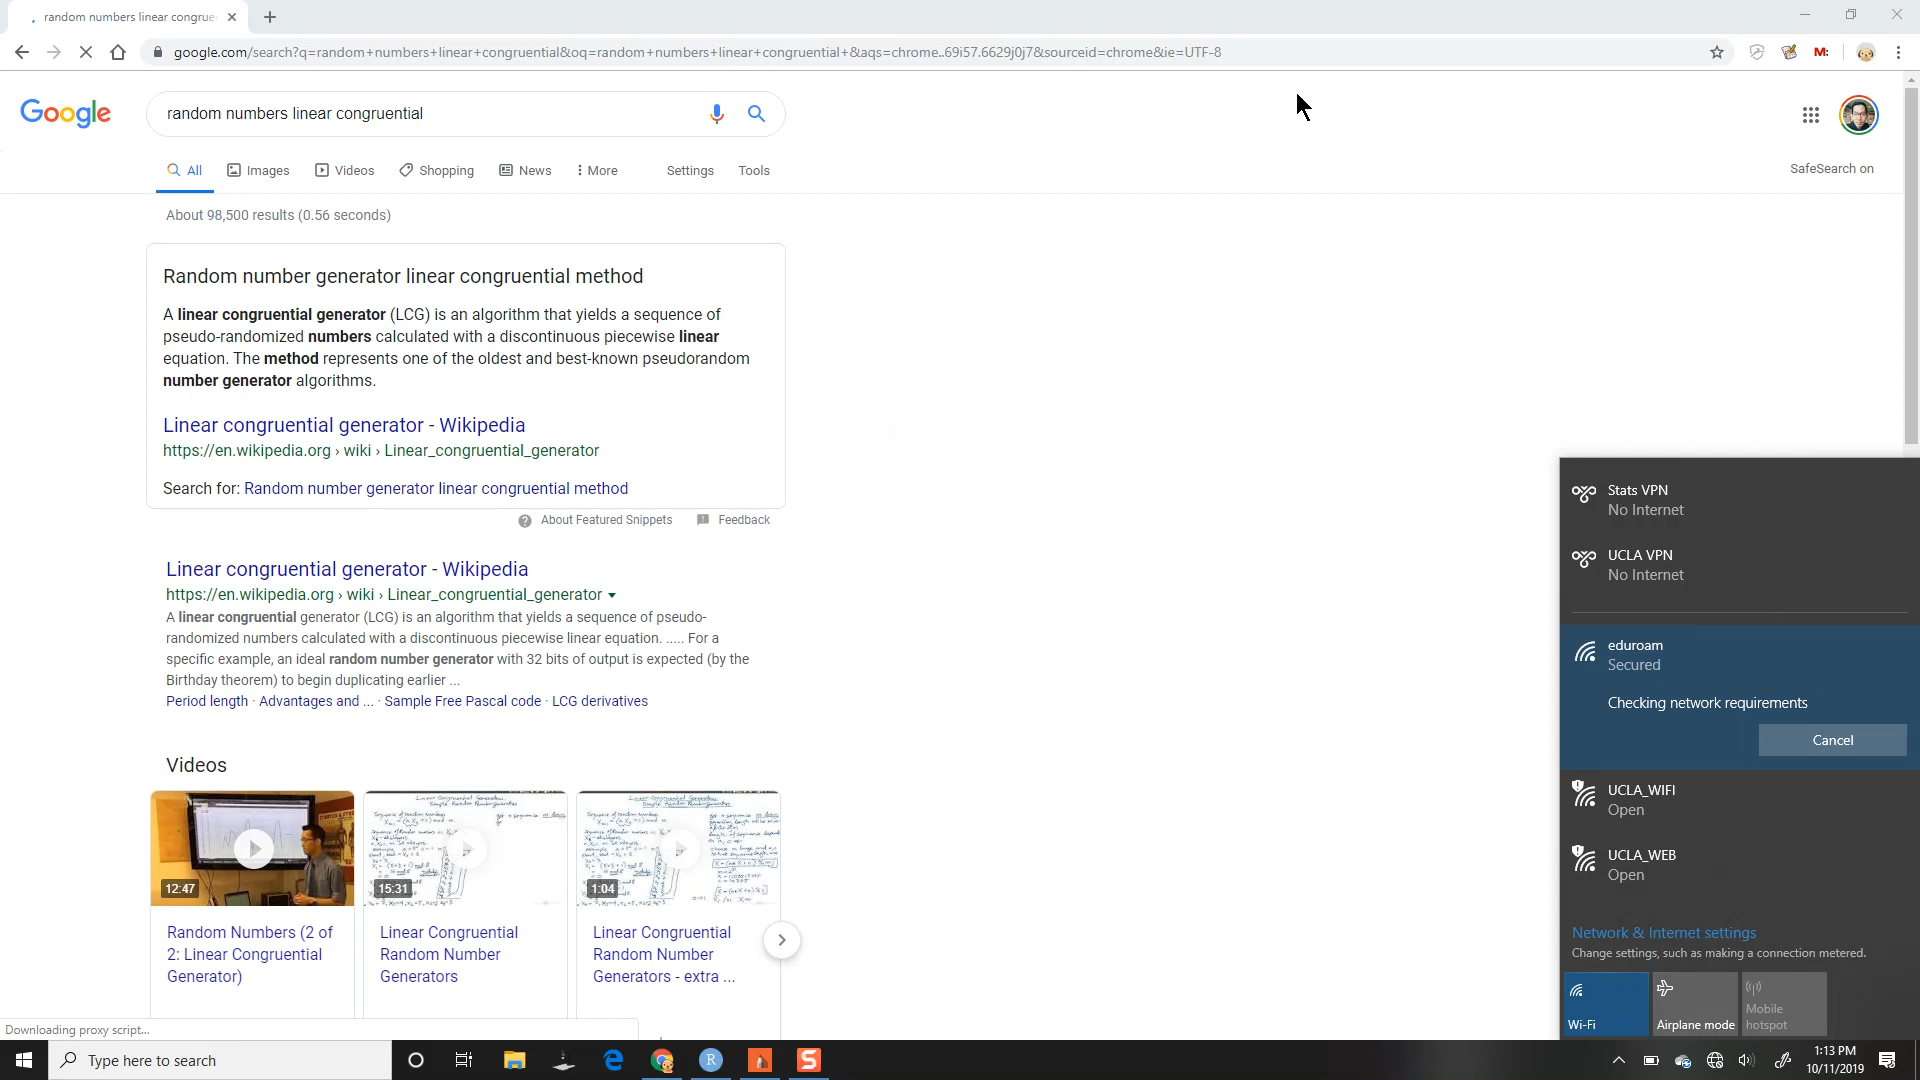 random numbers linear congruen
google.com/search?q=random+numbers+linear+congruential&oq=random+numbers+linear+congruential+&aqs=chrome..69i57.6629j0j7&sourceid=chrome&ie=UTF-8
M:
Google
random numbers linear congruential
All
Images
Videos
Shopping
News
More
Settings
Tools
SafeSearch on
About 98,500 results (0.56 seconds)
Random number generator linear congruential method
A linear congruential generator (LCG) is an algorithm that yields a sequence of
pseudo-randomized numbers calculated with a discontinuous piecewise linear
equation. The method represents one of the oldest and best-known pseudorandom
number generator algorithms.
Linear congruential generator - Wikipedia
https://en.wikipedia.org › wiki › Linear_congruential_generator
Search for: Random number generator linear congruential method
About Featured Snippets
Feedback
Linear congruential generator - Wikipedia
https://en.wikipedia.org › wiki › Linear_congruential_generator
A linear congruential generator (LCG) is an algorithm that yields a sequence of pseudo-
randomized numbers calculated with a discontinuous piecewise linear equation. ..... For a
specific example, an ideal random number generator with 32 bits of output is expected (by the
Birthday theorem) to begin duplicating earlier ...
Period length · Advantages and ... · Sample Free Pascal code · LCG derivatives
Videos
12:47
Random Numbers (2 of
2: Linear Congruential
Generator)
15:31
Linear Congruential
Random Number
Generators
1:04
Linear Congruential
Random Number
Generators - extra ...
Downloading proxy script...
Stats VPN
No Internet
UCLA VPN
No Internet
eduroam
Secured
Checking network requirements
Cancel
UCLA_WIFI
Open
UCLA_WEB
Open
Network & Internet settings
Change settings, such as making a connection metered.
Wi-Fi
Airplane mode
Mobile
hotspot
Type here to search
R
S
1:13 PM
10/11/2019